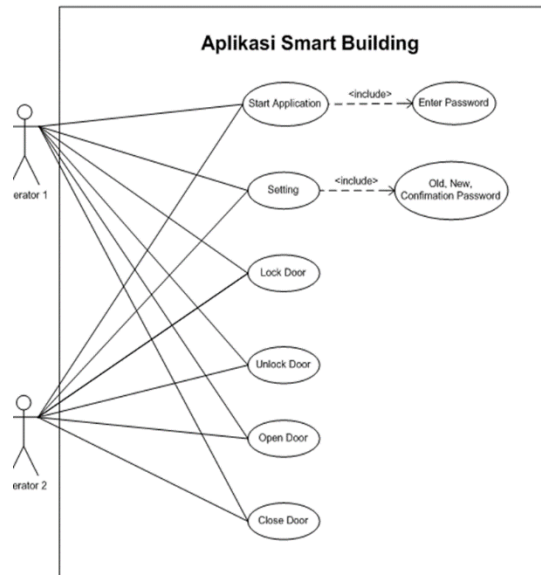 Aplikasi Smart Building
Start Application
<include>
Enter Password
erator 1
Setting
<include>
Old, New,
Confirmation Password
Lock Door
Unlock Door
erator 2
Open Door
Close Door